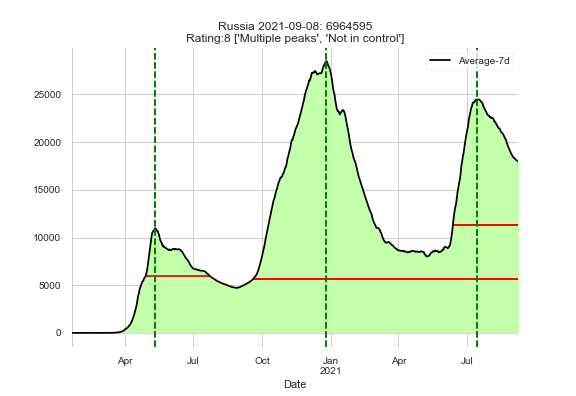 Russia 2021-09-08: 6964595
Rating:8 ['Multiple peaks', 'Not in control']
Average-7d
25000
20000
15000
10000
5000
0
Apr
Jul
Oct
Jan
2021
Apr
Jul
Date